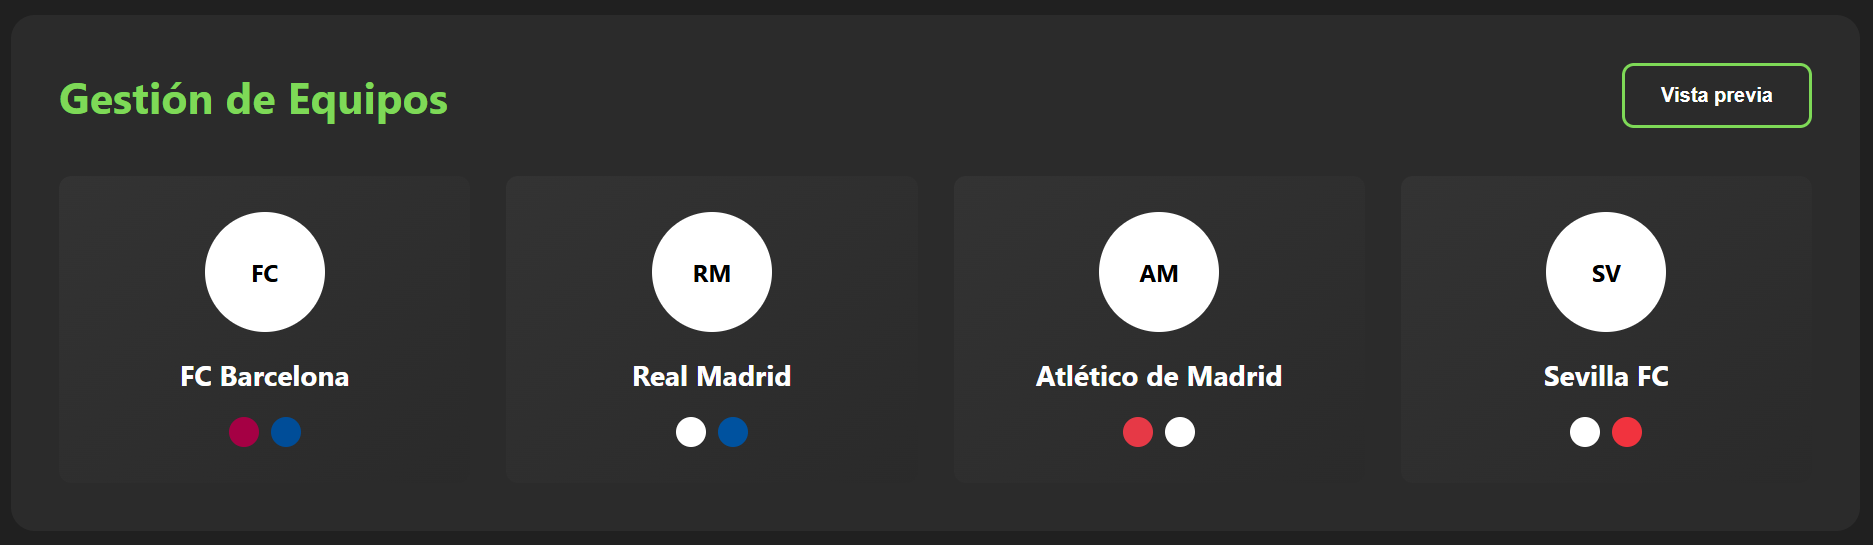 Gestión de Equipos
Vista previa
FC
RM
AM
SV
FC Barcelona
Real Madrid
Atlético de Madrid
Sevilla FC